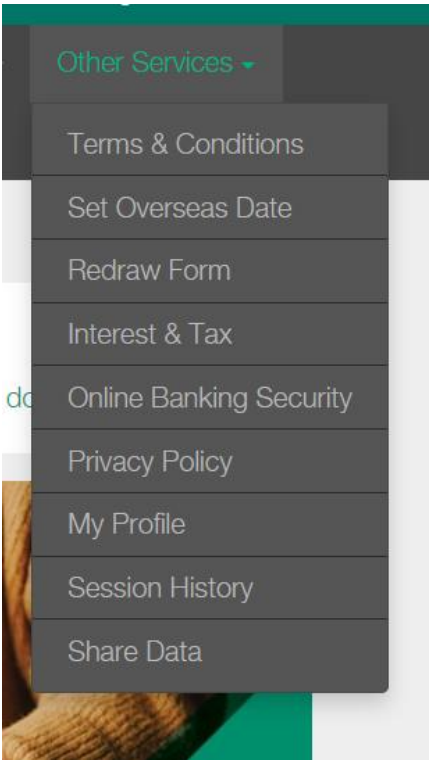 Other Services
Terms & Conditions
Set Overseas Date
Redraw Form
Interest & Tax
do
Online Banking Security
Privacy Policy
My Profile
Session History
Share Data